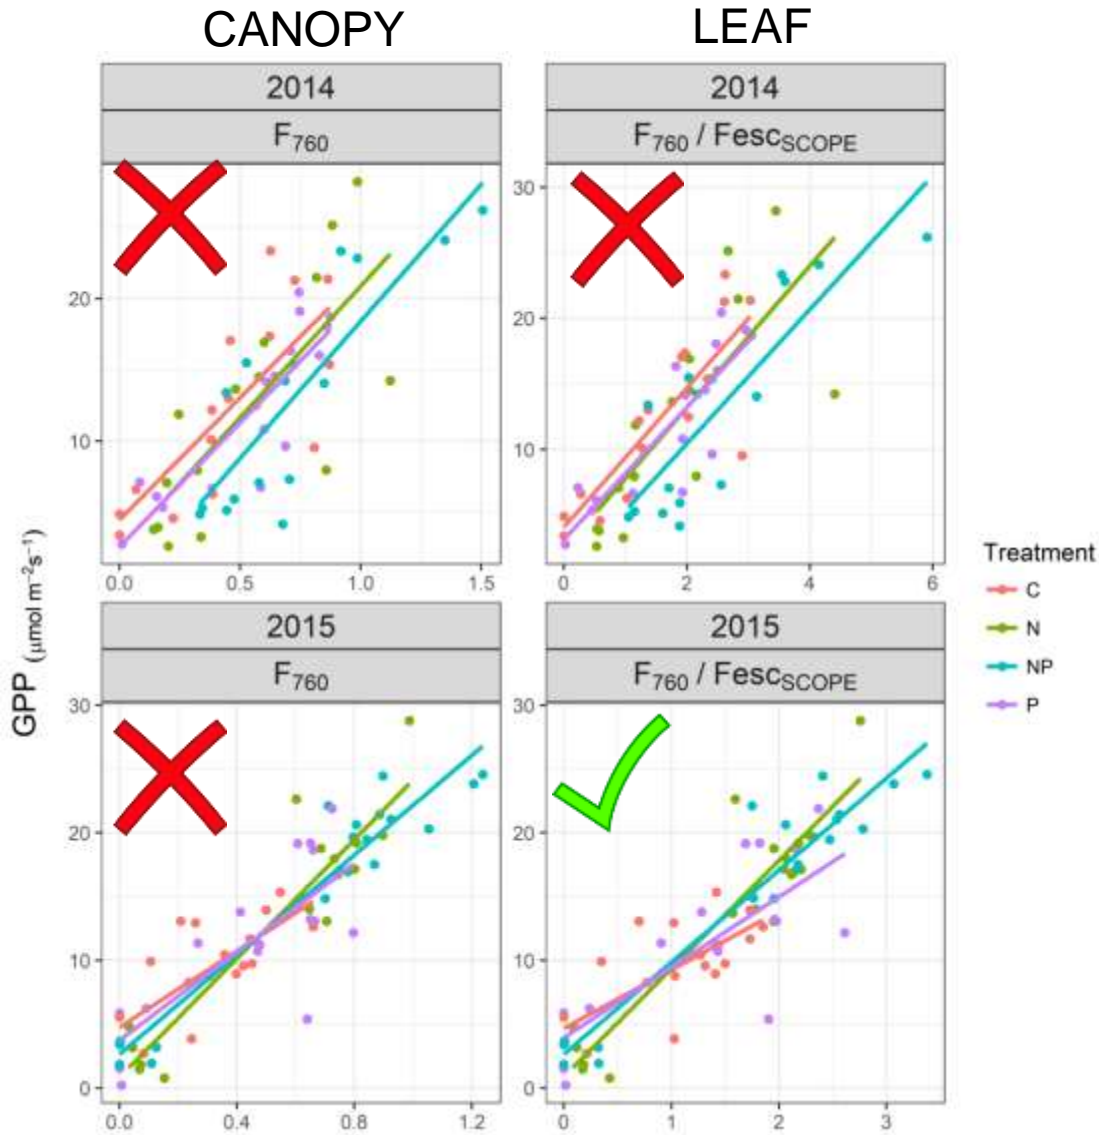 CANOPY
LEAF
2014
F760
2014
F760 / FescSCOPE
20
10
30
20
10
0.0 0.5 1.0 1.5
0 2 4 6
GPP (μmol m⁻²s⁻¹)
Treatment
C
N
NP
P
2015
F760
2015
F760 / FescSCOPE
30
20
10
0
30
20
10
0
0.0 0.4 0.8 1.2
0 1 2 3